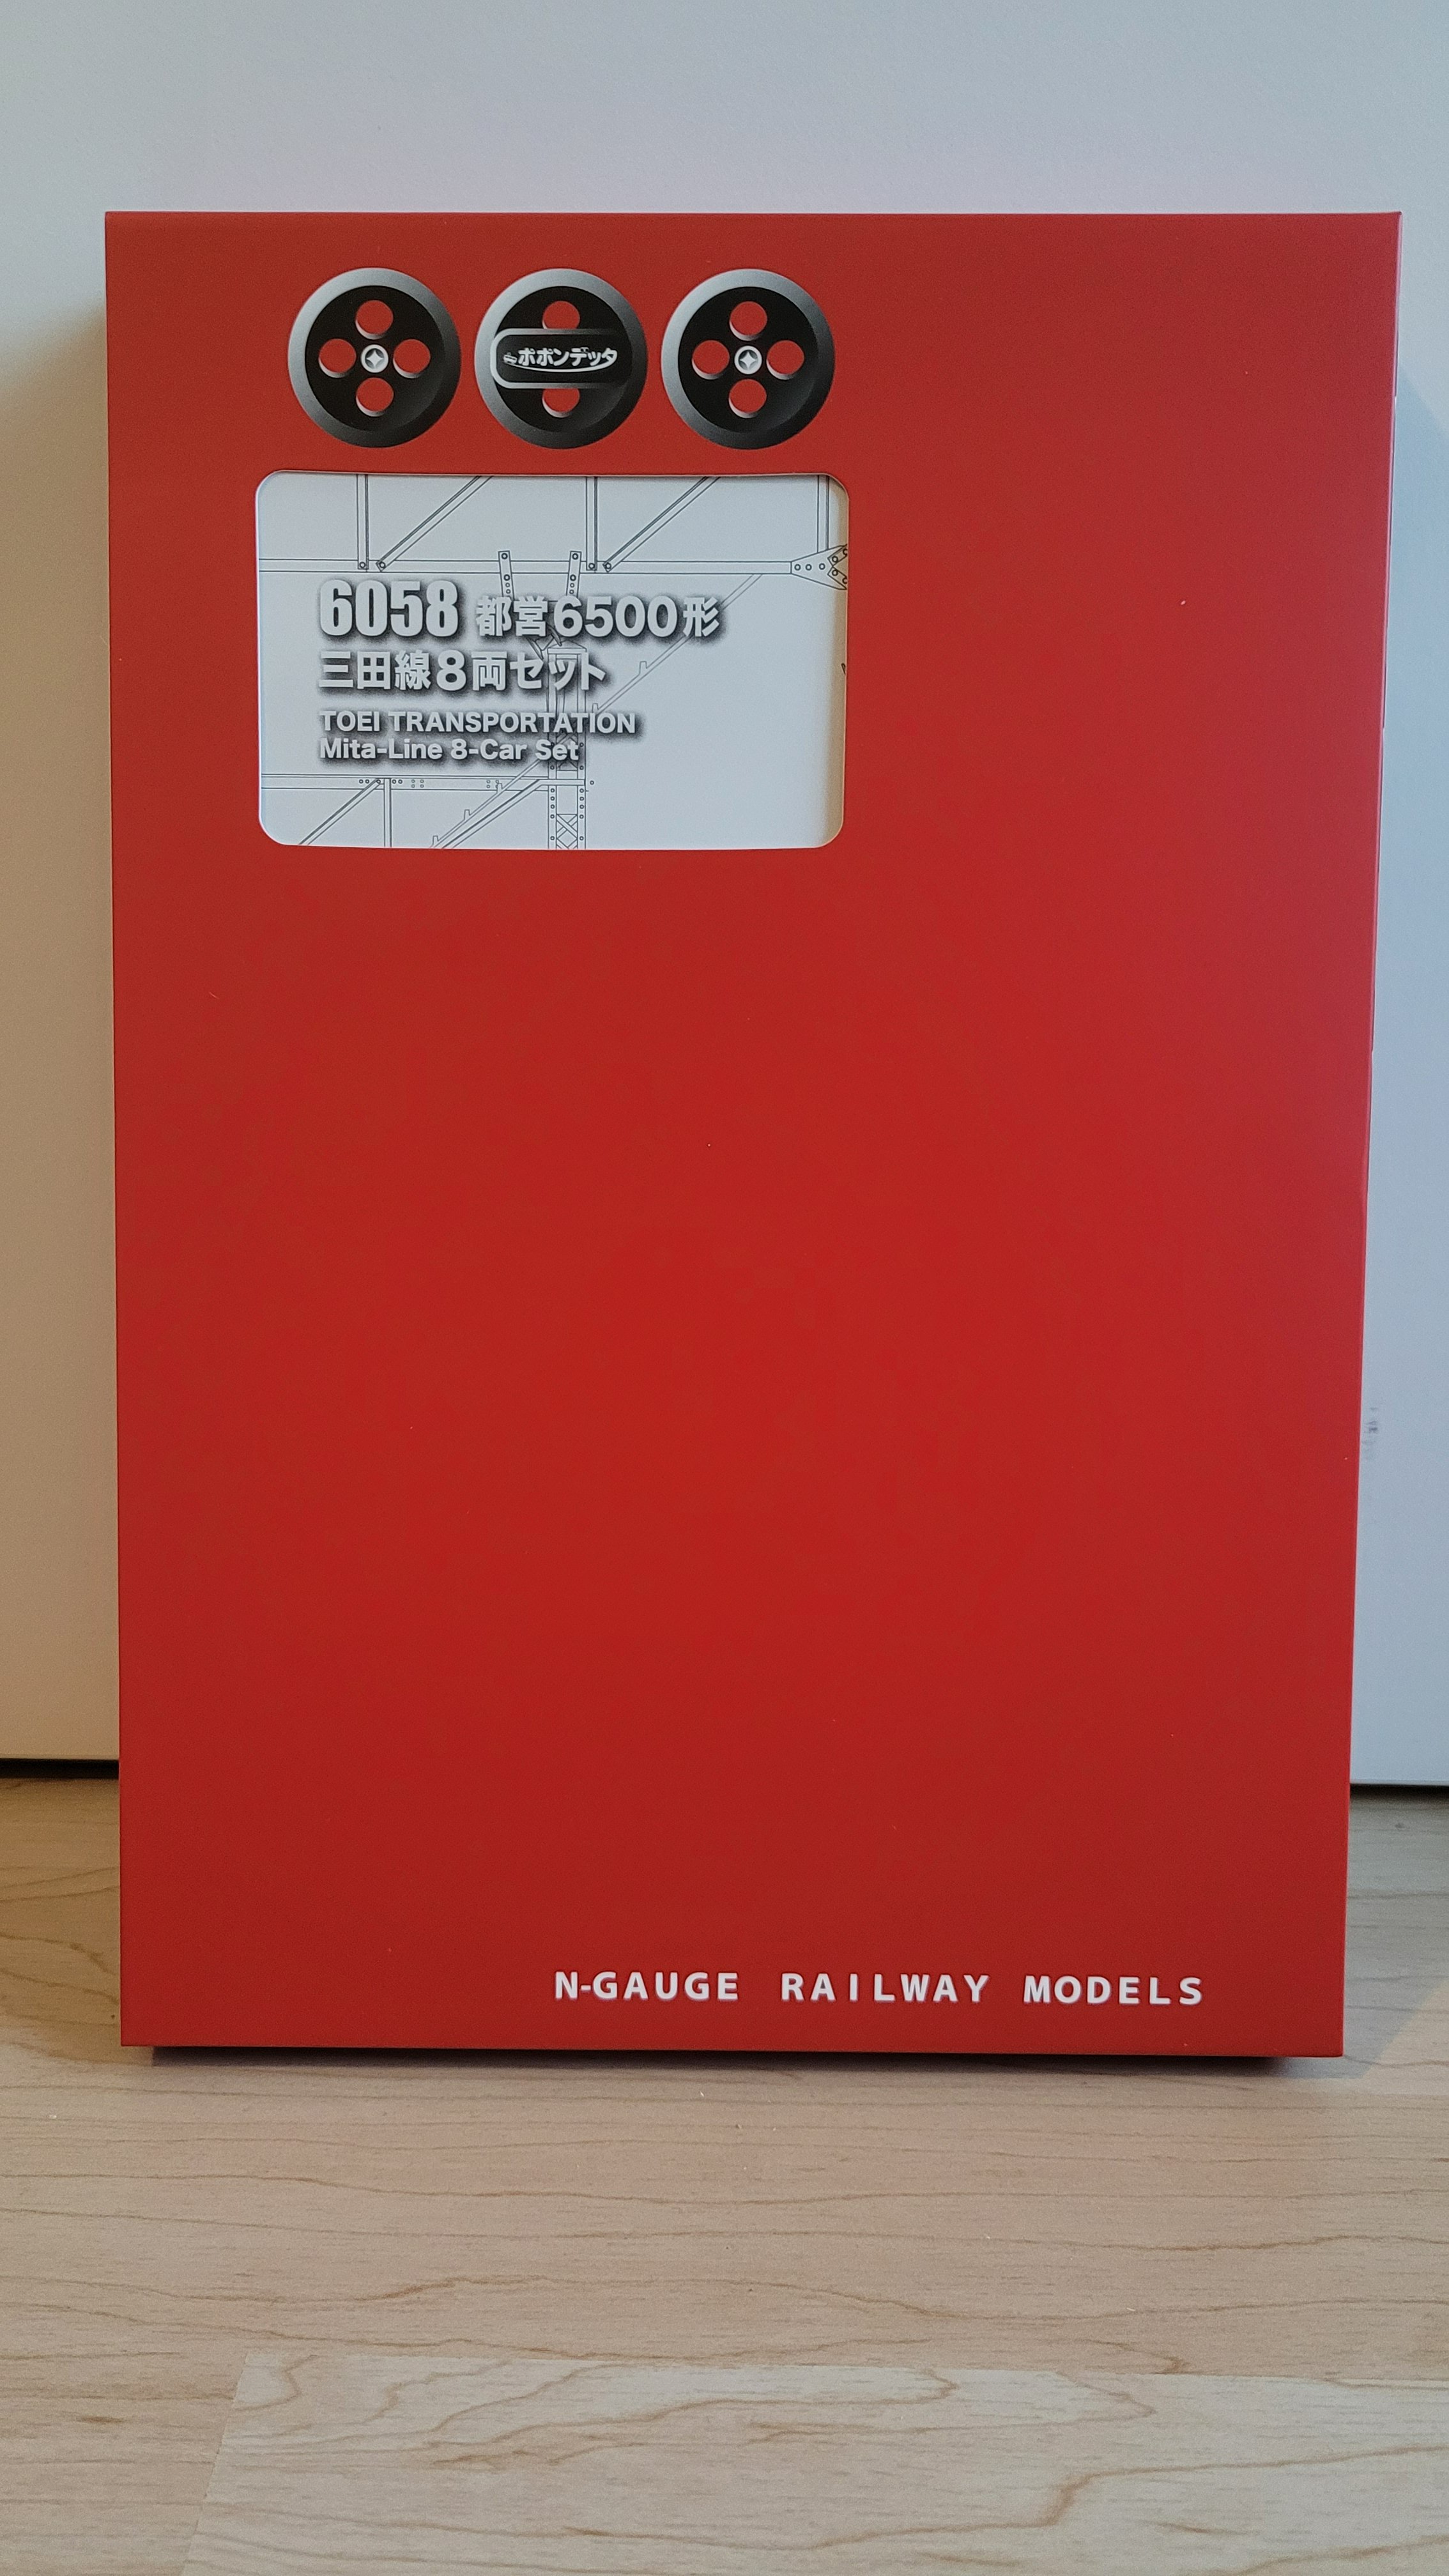 ポポンデッタ
6058 都営6500形
三田線8両セット
TOEI TRANSPORTATION
Mita-Line 8-Car Set
N-GAUGE RAILWAY MODELS